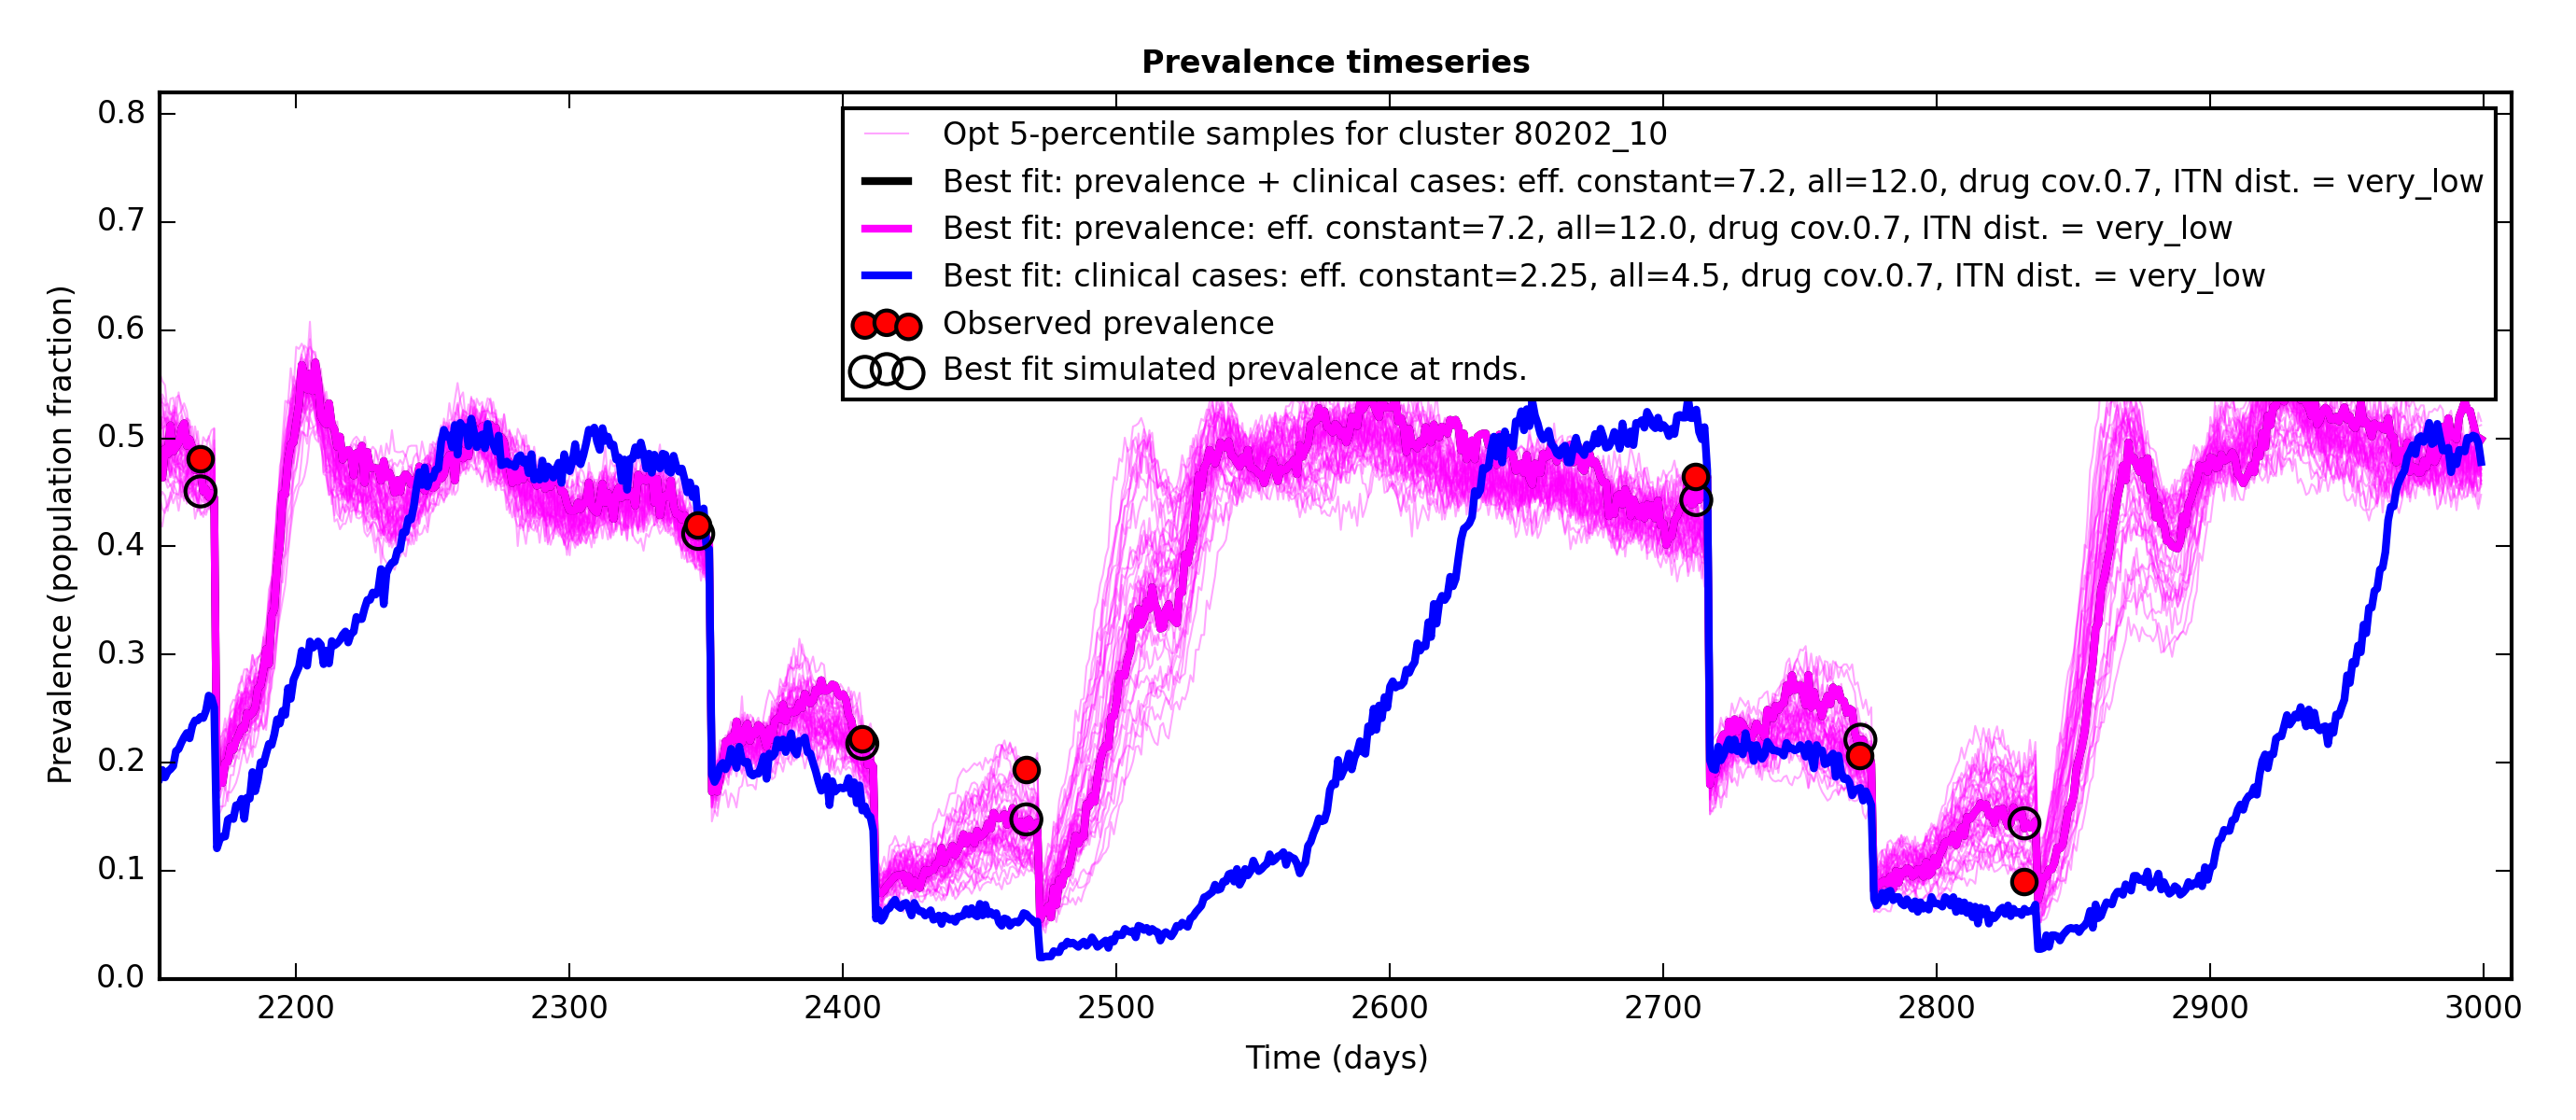 Prevalence timeseries
Opt 5-percentile samples for cluster 80202_10
Best fit: prevalence + clinical cases: eff. constant=7.2, all=12.0, drug cov.0.7, ITN dist. = very_low
Best fit: prevalence: eff. constant=7.2, all=12.0, drug cov.0.7, ITN dist. = very_low
Best fit: clinical cases: eff. constant=2.25, all=4.5, drug cov.0.7, ITN dist. = very_low
Observed prevalence
Best fit simulated prevalence at rnds.
Prevalence (population fraction)
0.8
0.7
0.6
0.5
0.4
0.3
0.2
0.1
0.0
2200 2300 2400 2500 2600 2700 2800 2900 3000
Time (days)